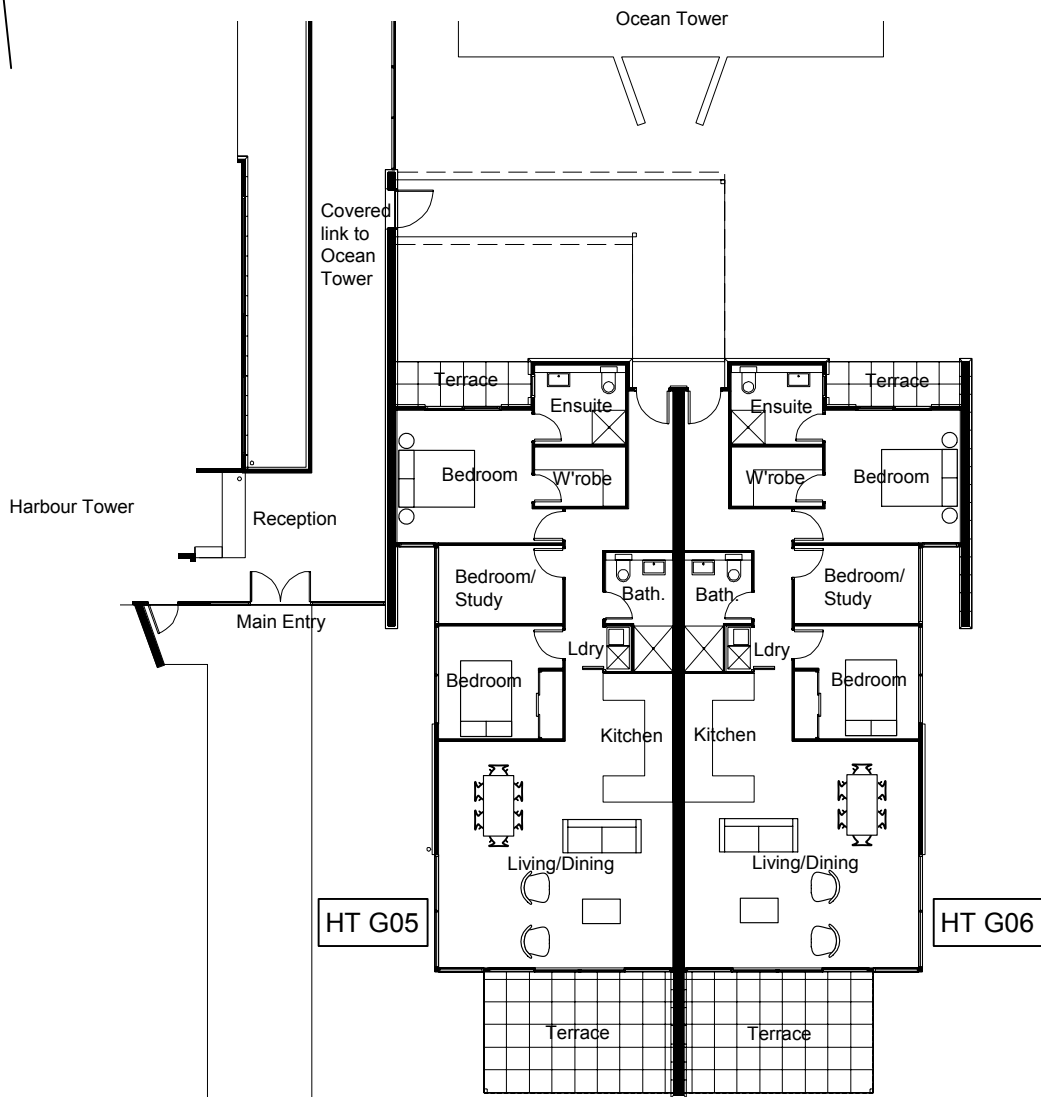 Ocean Tower
Covered
link to
Ocean
Tower
Terrace
Terrace
Ensuite
Ensuite
Bedroom
W'robe
W'robe
Bedroom
Harbour Tower
Reception
Bedroom/
Study
Bath.
Bath.
Bedroom/
Study
Main Entry
Ldry
Ldry
Bedroom
Bedroom
Kitchen
Kitchen
Living/Dining
Living/Dining
HT G05
HT G06
Terrace
Terrace